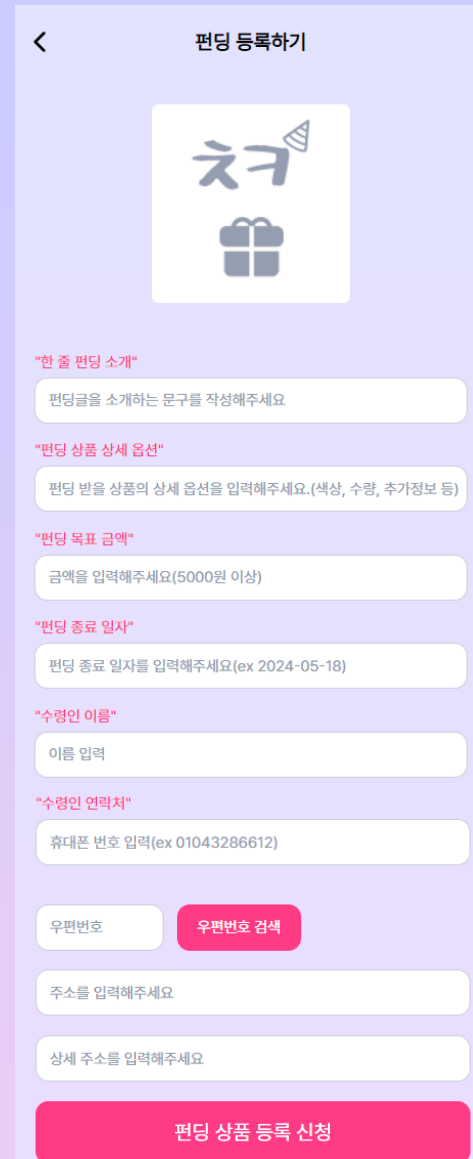 펀딩 등록하기
츠킈
"한 줄 펀딩 소개"
펀딩글을 소개하는 문구를 작성해주세요
"펀딩 상품 상세 옵션"
펀딩 받을 상품의 상세 옵션을 입력해주세요.(색상, 수량, 추가정보 등)
"펀딩 목표 금액"
금액을 입력해주세요(5000원 이상)
"펀딩 종료 일자"
펀딩 종료 일자를 입력해주세요(ex 2024-05-18)
"수령인 이름"
이름 입력
"수령인 연락처"
휴대폰 번호 입력(ex 01043286612)
우편번호
우편번호 검색
주소를 입력해주세요
상세 주소를 입력해주세요
펀딩 상품 등록 신청